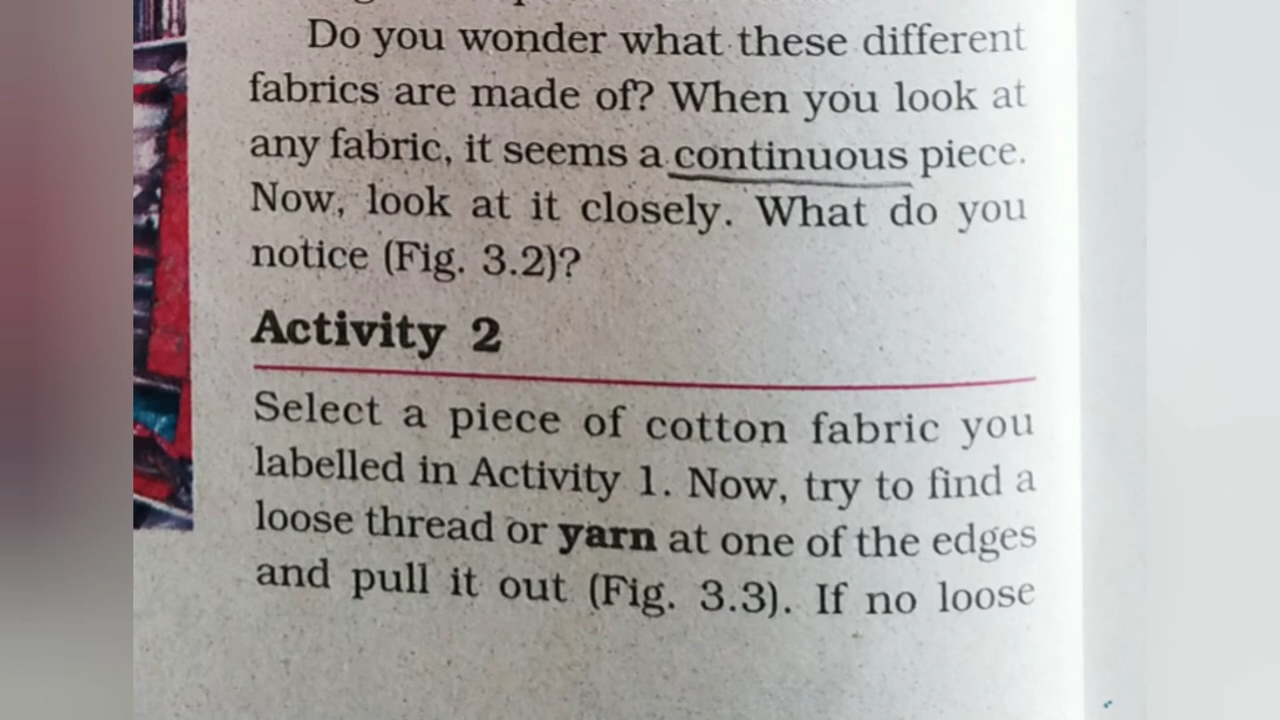 Do you wonder what these different
fabrics are made of? When you look at
any fabric, it seems a continuous piece.
Now, look at it closely. What do you
notice (Fig. 3.2)?
Activity 2
Select a piece of cotton fabric you
labelled in Activity 1. Now, try to find a
loose thread or yarn at one of the edges
and pull it out (Fig. 3.3). If no loose